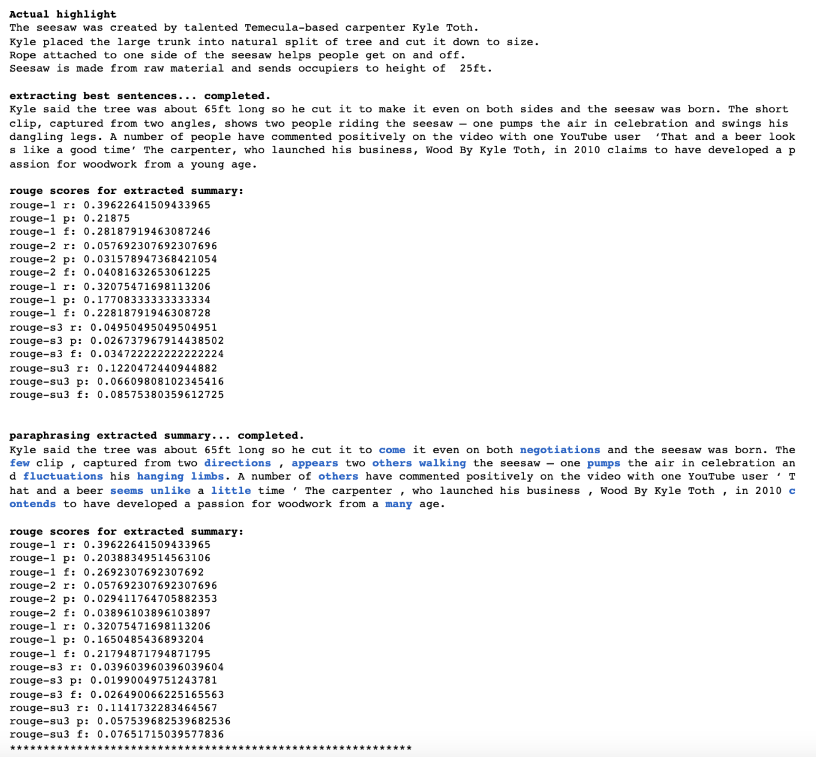 Actual highlight
The seesaw was created by talented Temecula-based carpenter Kyle Toth.
Kyle placed the large trunk into natural split of tree and cut it down to size.
Rope attached to one side of the seesaw helps people get on and off.
Seesaw is made from raw material and sends occupiers to height of  25ft.
extracting best sentences... completed.
Kyle said the tree was about 65ft long so he cut it to make it even on both sides and the seesaw was born. The short
clip, captured from two angles, shows two people riding the seesaw – one pumps the air in celebration and swings his
dangling legs. A number of people have commented positively on the video with one YouTube user  ‘That and a beer look
s like a good time’ The carpenter, who launched his business, Wood By Kyle Toth, in 2010 claims to have developed a p
assion for woodwork from a young age.
rouge scores for extracted summary:
rouge-1 r: 0.39622641509433965
rouge-1 p: 0.21875
rouge-1 f: 0.28187919463087246
rouge-2 r: 0.057692307692307696
rouge-2 p: 0.031578947368421054
rouge-2 f: 0.04081632653061225
rouge-l r: 0.32075471698113206
rouge-l p: 0.17708333333333334
rouge-l f: 0.22818791946308728
rouge-s3 r: 0.04950495049504951
rouge-s3 p: 0.026737967914438502
rouge-s3 f: 0.034722222222222224
rouge-su3 r: 0.1220472440944882
rouge-su3 p: 0.06609808102345416
rouge-su3 f: 0.08575380359612725
paraphrasing extracted summary... completed.
Kyle said the tree was about 65ft long so he cut it to come it even on both negotiations and the seesaw was born. The
few clip , captured from two directions , appears two others walking the seesaw – one pumps the air in celebration an
d fluctuations his hanging limbs. A number of others have commented positively on the video with one YouTube user ‘ T
hat and a beer seems unlike a little time ’ The carpenter , who launched his business , Wood By Kyle Toth , in 2010 c
ontends to have developed a passion for woodwork from a many age.
rouge scores for extracted summary:
rouge-1 r: 0.39622641509433965
rouge-1 p: 0.20388349514563106
rouge-1 f: 0.2692307692307692
rouge-2 r: 0.057692307692307696
rouge-2 p: 0.029411764705882353
rouge-2 f: 0.03896103896103897
rouge-l r: 0.32075471698113206
rouge-l p: 0.1650485436893204
rouge-l f: 0.21794871794871795
rouge-s3 r: 0.039603960396039604
rouge-s3 p: 0.01990049751243781
rouge-s3 f: 0.026490066225165563
rouge-su3 r: 0.1141732283464567
rouge-su3 p: 0.057539682539682536
rouge-su3 f: 0.07651715039577836
************************************************************